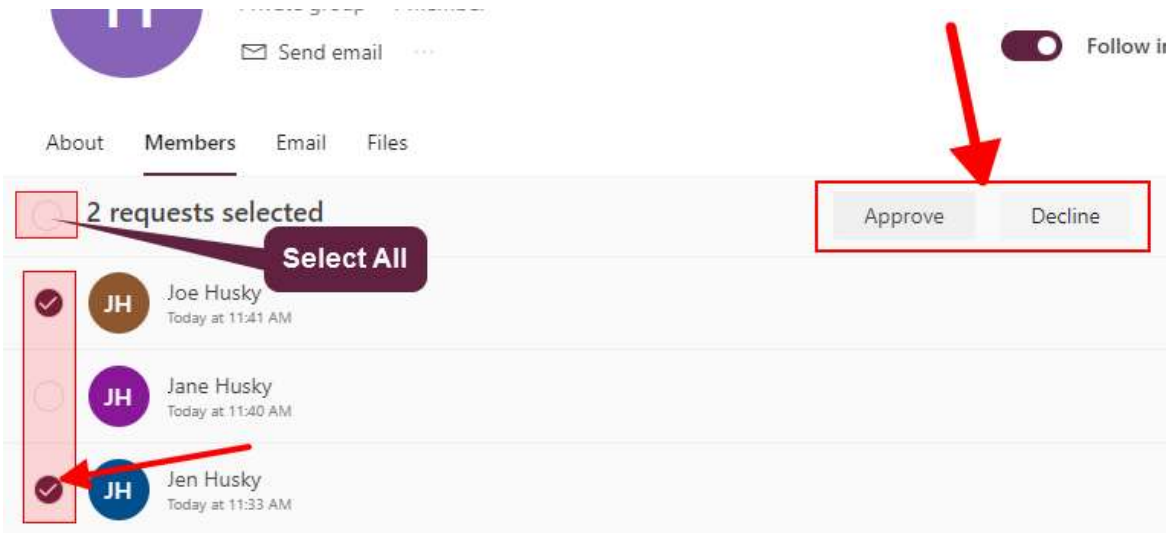 Send email
Follow
About Members Email Files
2 requests selected
Approve Decline
Select All
JH
Joe Husky
Today at 11:41 AM
JH
Jane Husky
Today at 11:40 AM
JH
Jen Husky
Today at 11:33 AM